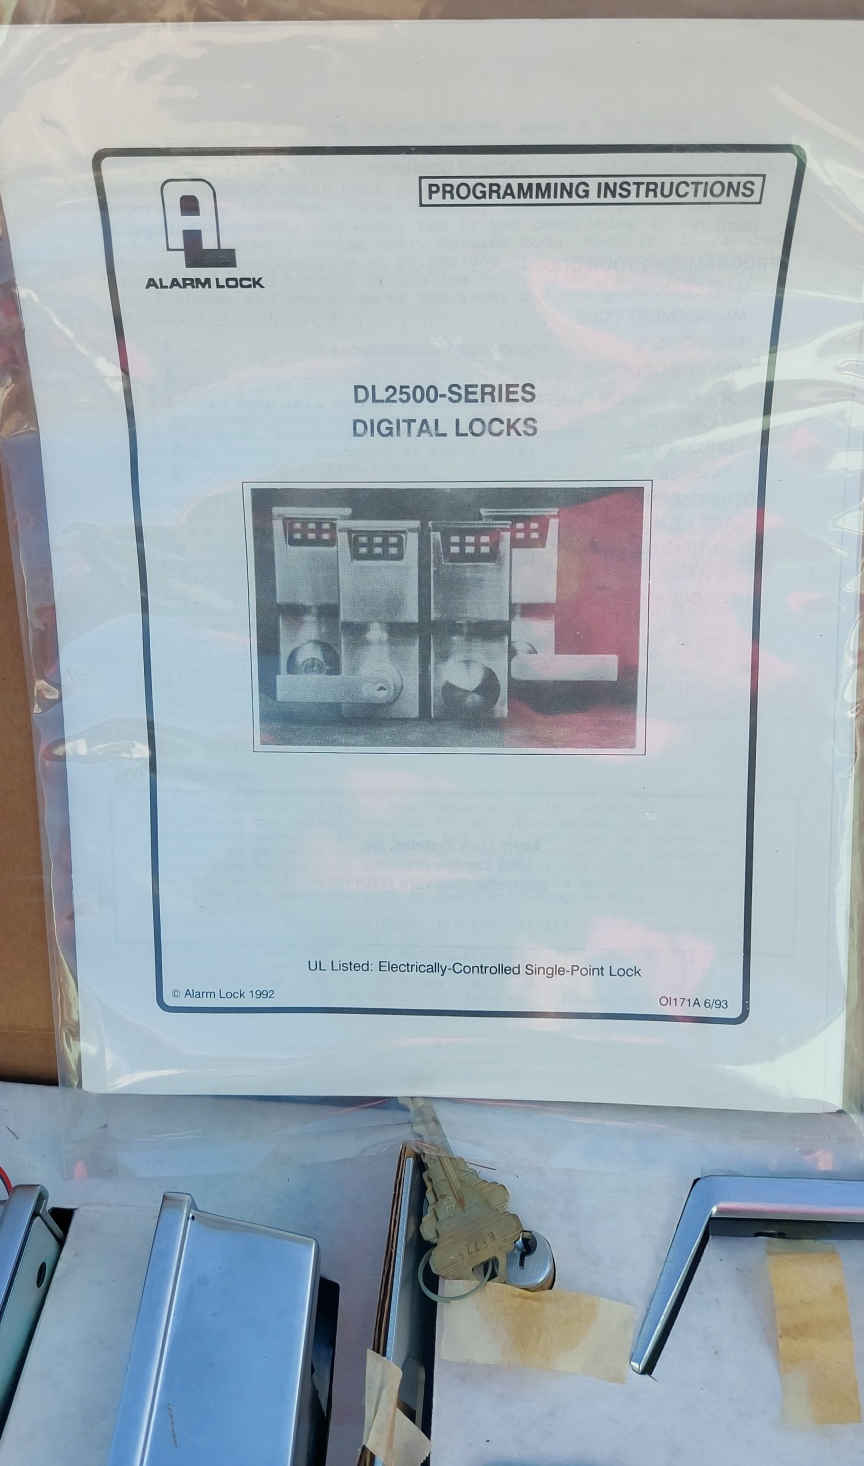 PROGRAMMING INSTRUCTIONS
AL
ALARM LOCK
DL2500-SERIES
DIGITAL LOCKS
UL Listed: Electrically-Controlled Single-Point Lock
© Alarm Lock 1992
OI171A 6/93